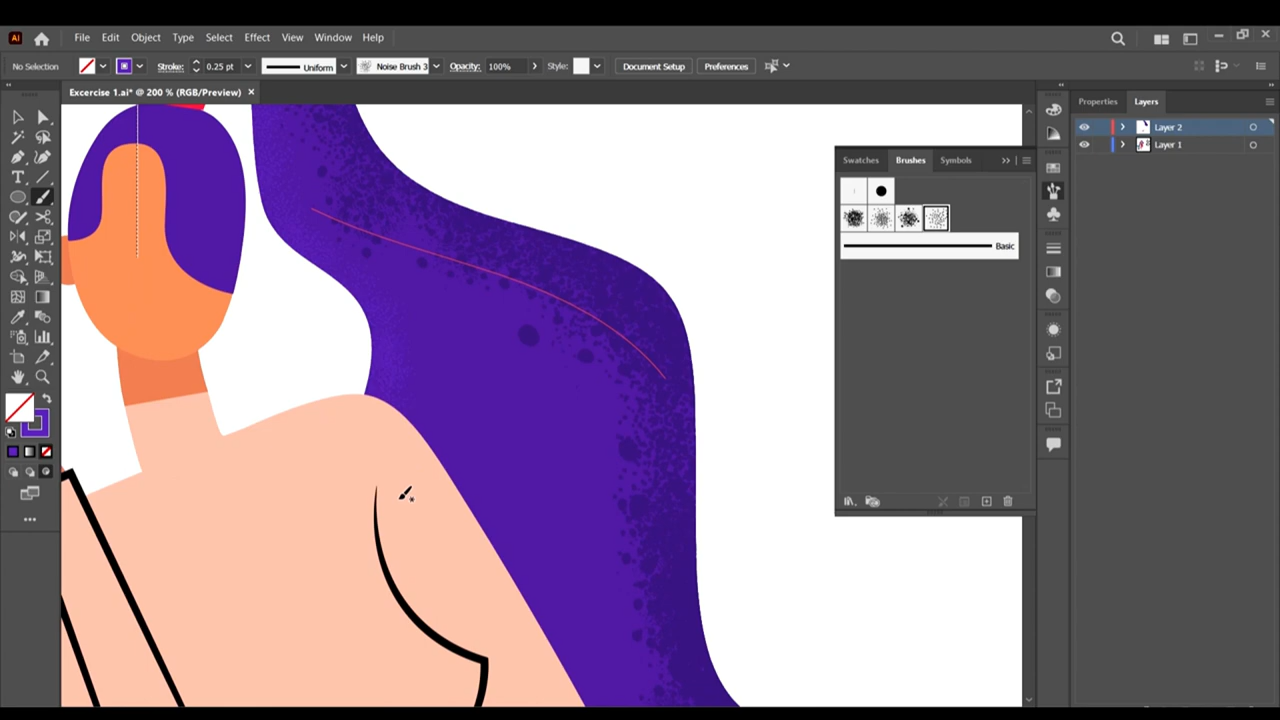 Ai File Edit Object Type Select Effect View Window Help
No Selection Stroke: 0.25 pt Uniform Noise Brush 3 Opacity: 100% Style: Document Setup Preferences
Excercise 1.ai* @ 200 % (RGB/Preview) ×
Properties Layers
Layer 2
Layer 1
Swatches Brushes Symbols
Basic